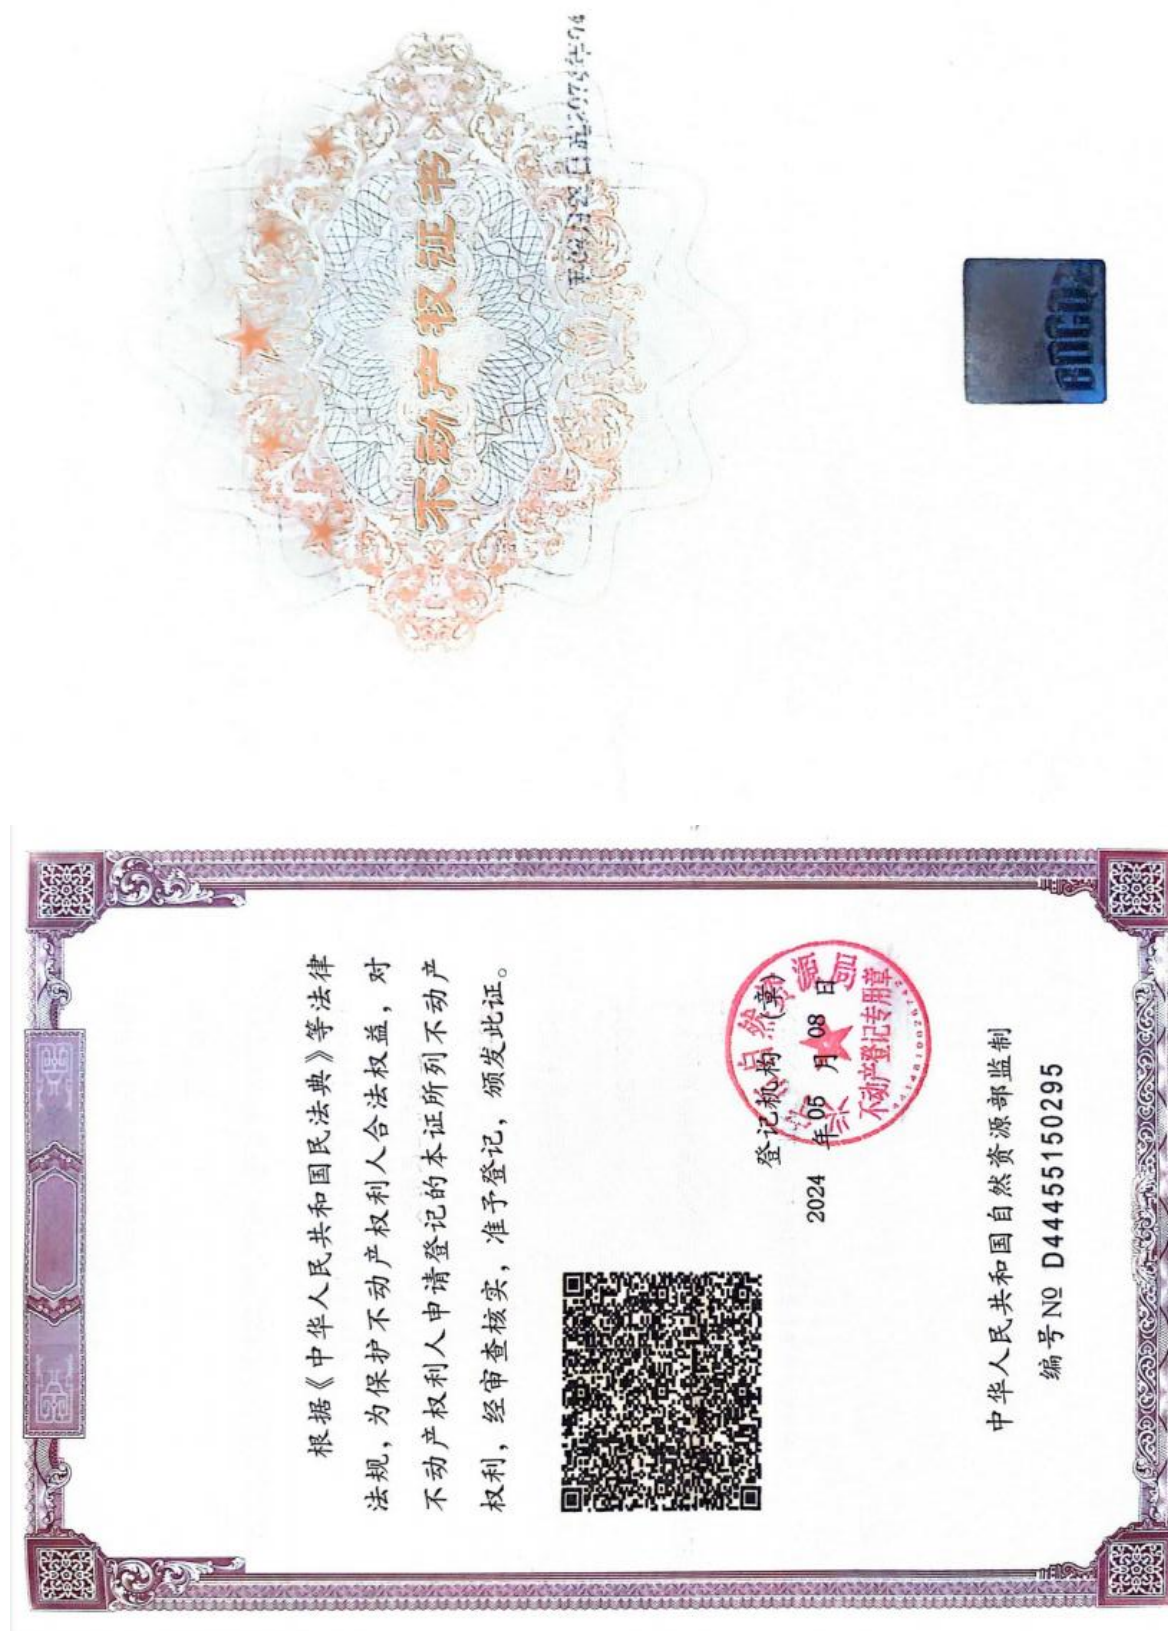 不动产权证书
根据《中华人民共和国民法典》等法律
法规，为保护不动产权利人合法权益，对
不动产权利人申请登记的本证所列不动产
权利，经审查核实，准予登记，颁发此证。
登记机构（章）
2024 年 05 月 08 日
然资源局
不动产登记专用章
中华人民共和国自然资源部监制
编号 № D44455150295